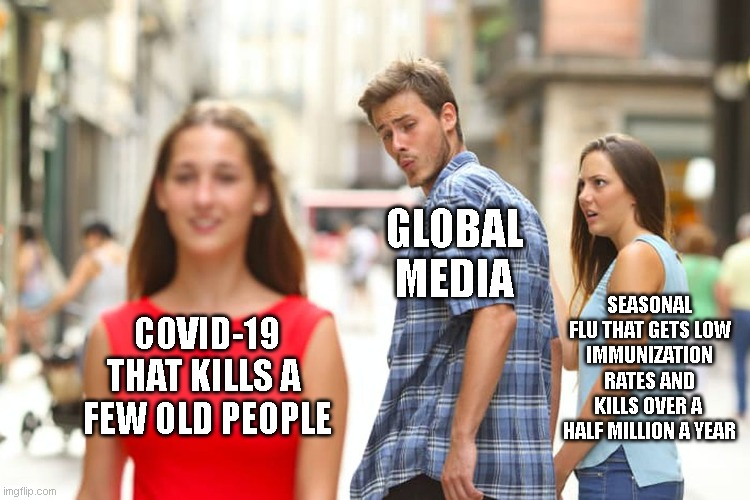 COVID-19
THAT KILLS A
FEW OLD PEOPLE
GLOBAL
MEDIA
SEASONAL
FLU THAT GETS LOW
IMMUNIZATION
RATES AND
KILLS OVER A
HALF MILLION A YEAR
imgflip.com